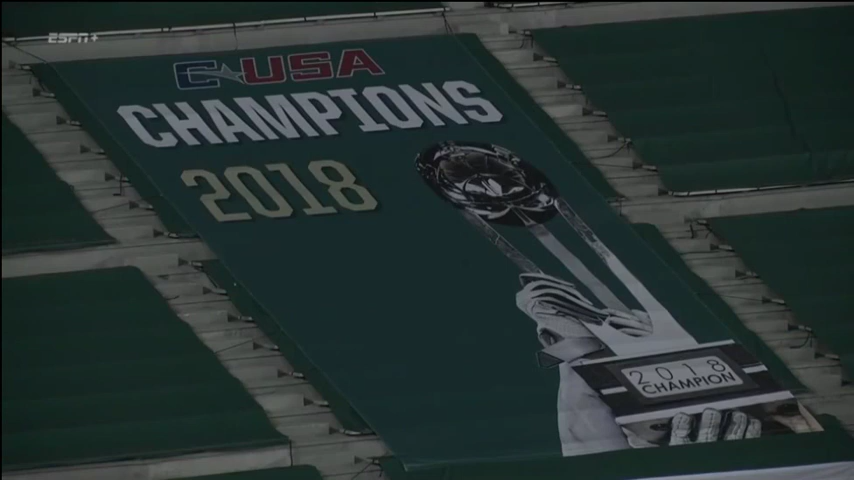 ESPN+
C USA
CHAMPIONS
2018
2018
CHAMPION